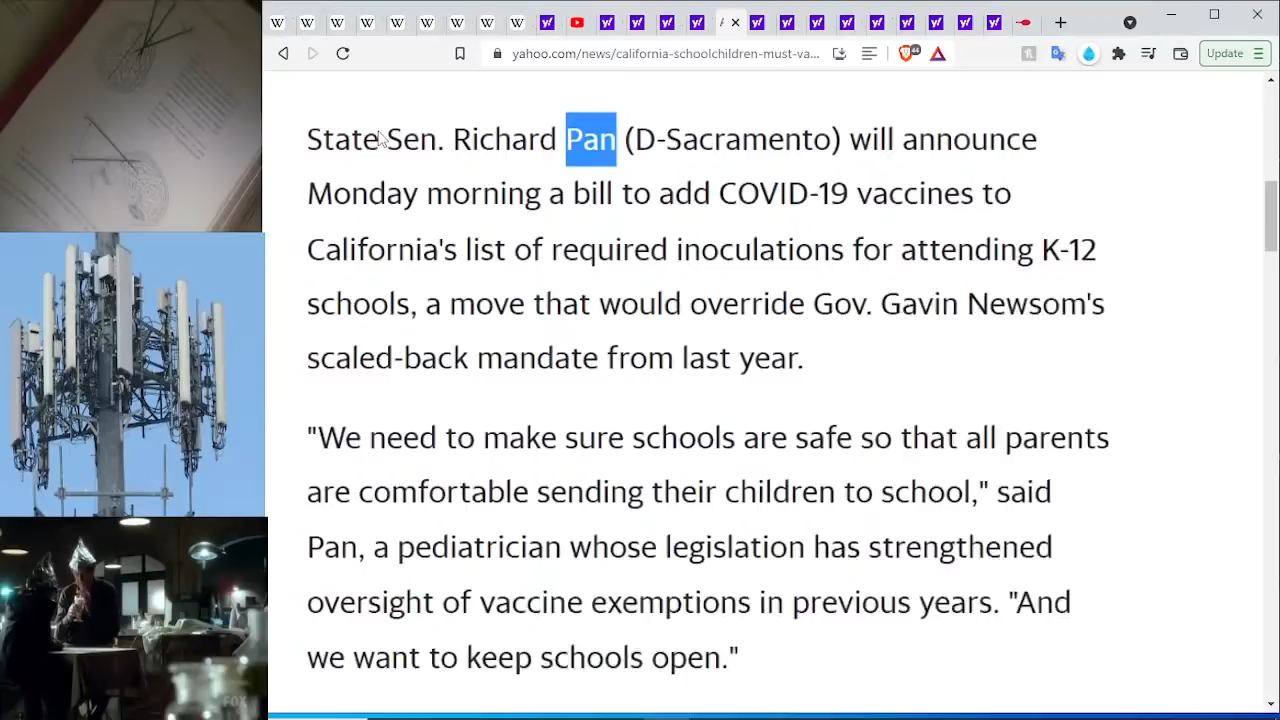 yahoo.com/news/california-schoolchildren-must-va...
Update
State Sen. Richard Pan (D-Sacramento) will announce
Monday morning a bill to add COVID-19 vaccines to
California's list of required inoculations for attending K-12
schools, a move that would override Gov. Gavin Newsom's
scaled-back mandate from last year.
"We need to make sure schools are safe so that all parents
are comfortable sending their children to school," said
Pan, a pediatrician whose legislation has strengthened
oversight of vaccine exemptions in previous years. "And
we want to keep schools open."
FOX